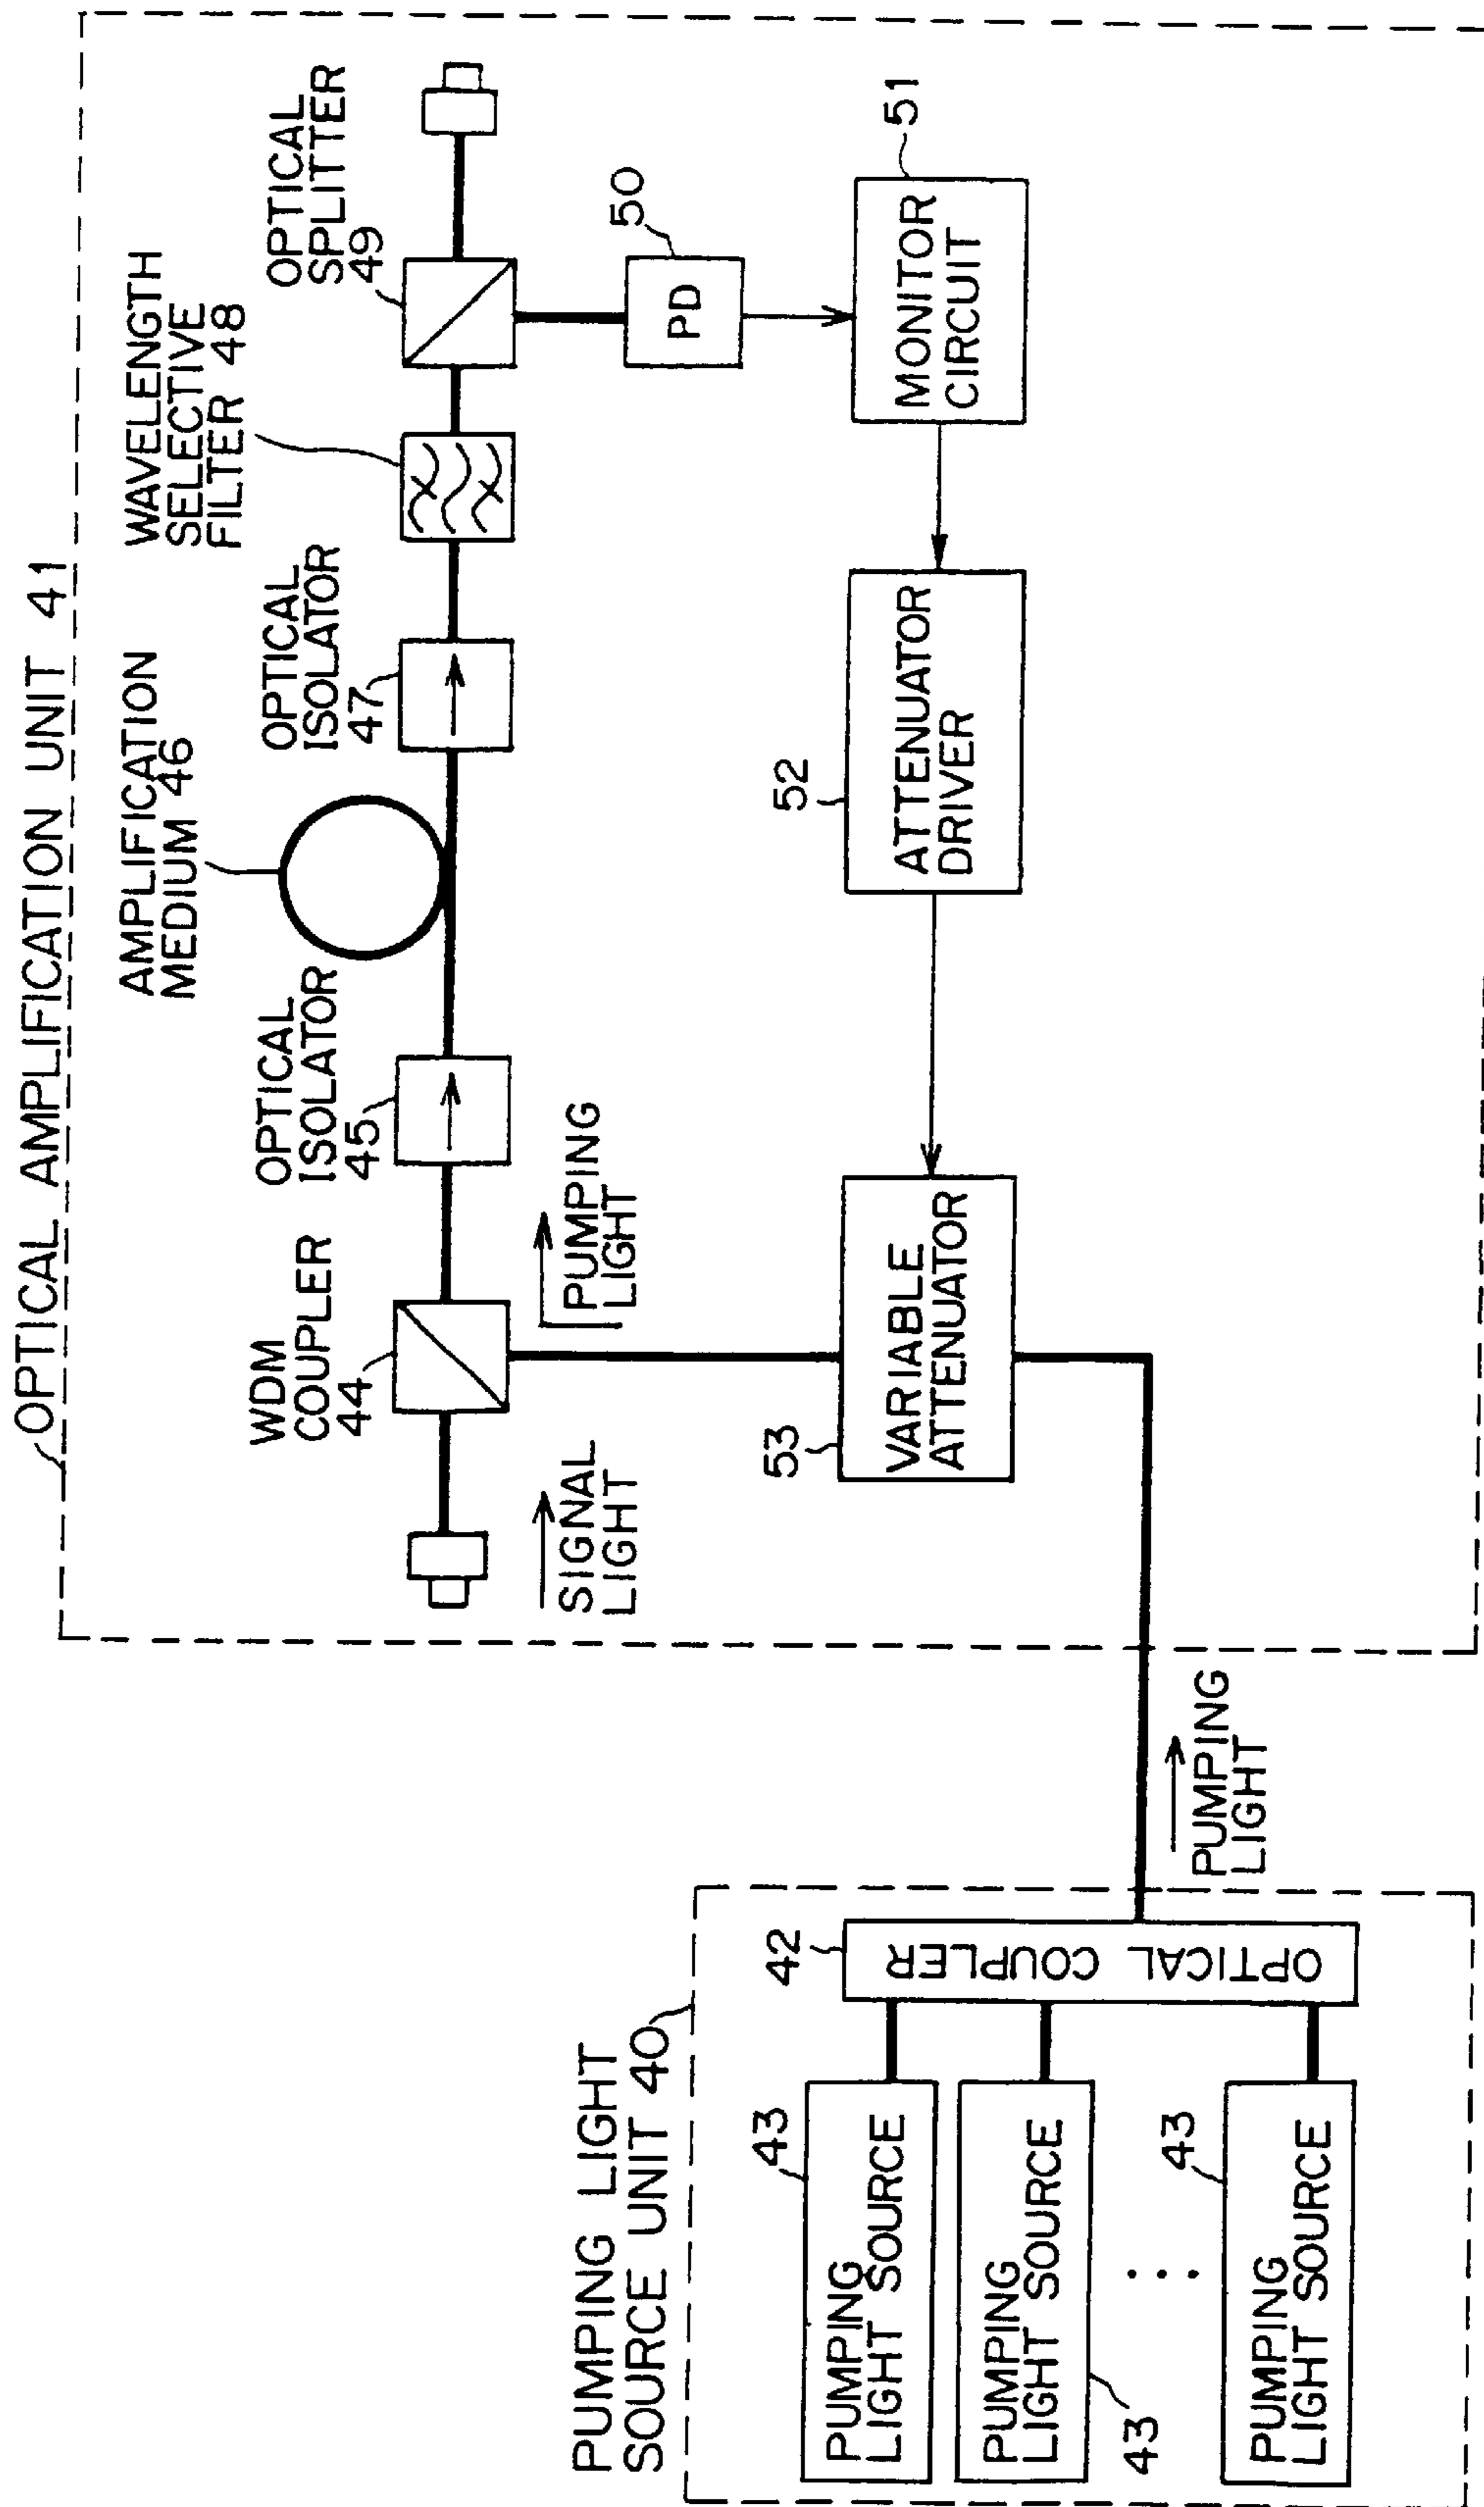 OPTICAL AMPLIFICATION UNIT 41
WDM
COUPLER
44
OPTICAL
ISOLATOR
45
AMPLIFICATION
MEDIUM 46
OPTICAL
ISOLATOR
47
WAVELENGTH
SELECTIVE
FILTER 48
OPTICAL
SPLITTER
49
SIGNAL
LIGHT
PUMPING
LIGHT
50
PD
51
MONITOR
CIRCUIT
52
ATTENUATOR
DRIVER
53
VARIABLE
ATTENUATOR
PUMPING LIGHT
SOURCE UNIT 40
43
PUMPING
LIGHT SOURCE
PUMPING
LIGHT SOURCE
43
43
PUMPING
LIGHT SOURCE
42
OPTICAL COUPLER
PUMPING
LIGHT